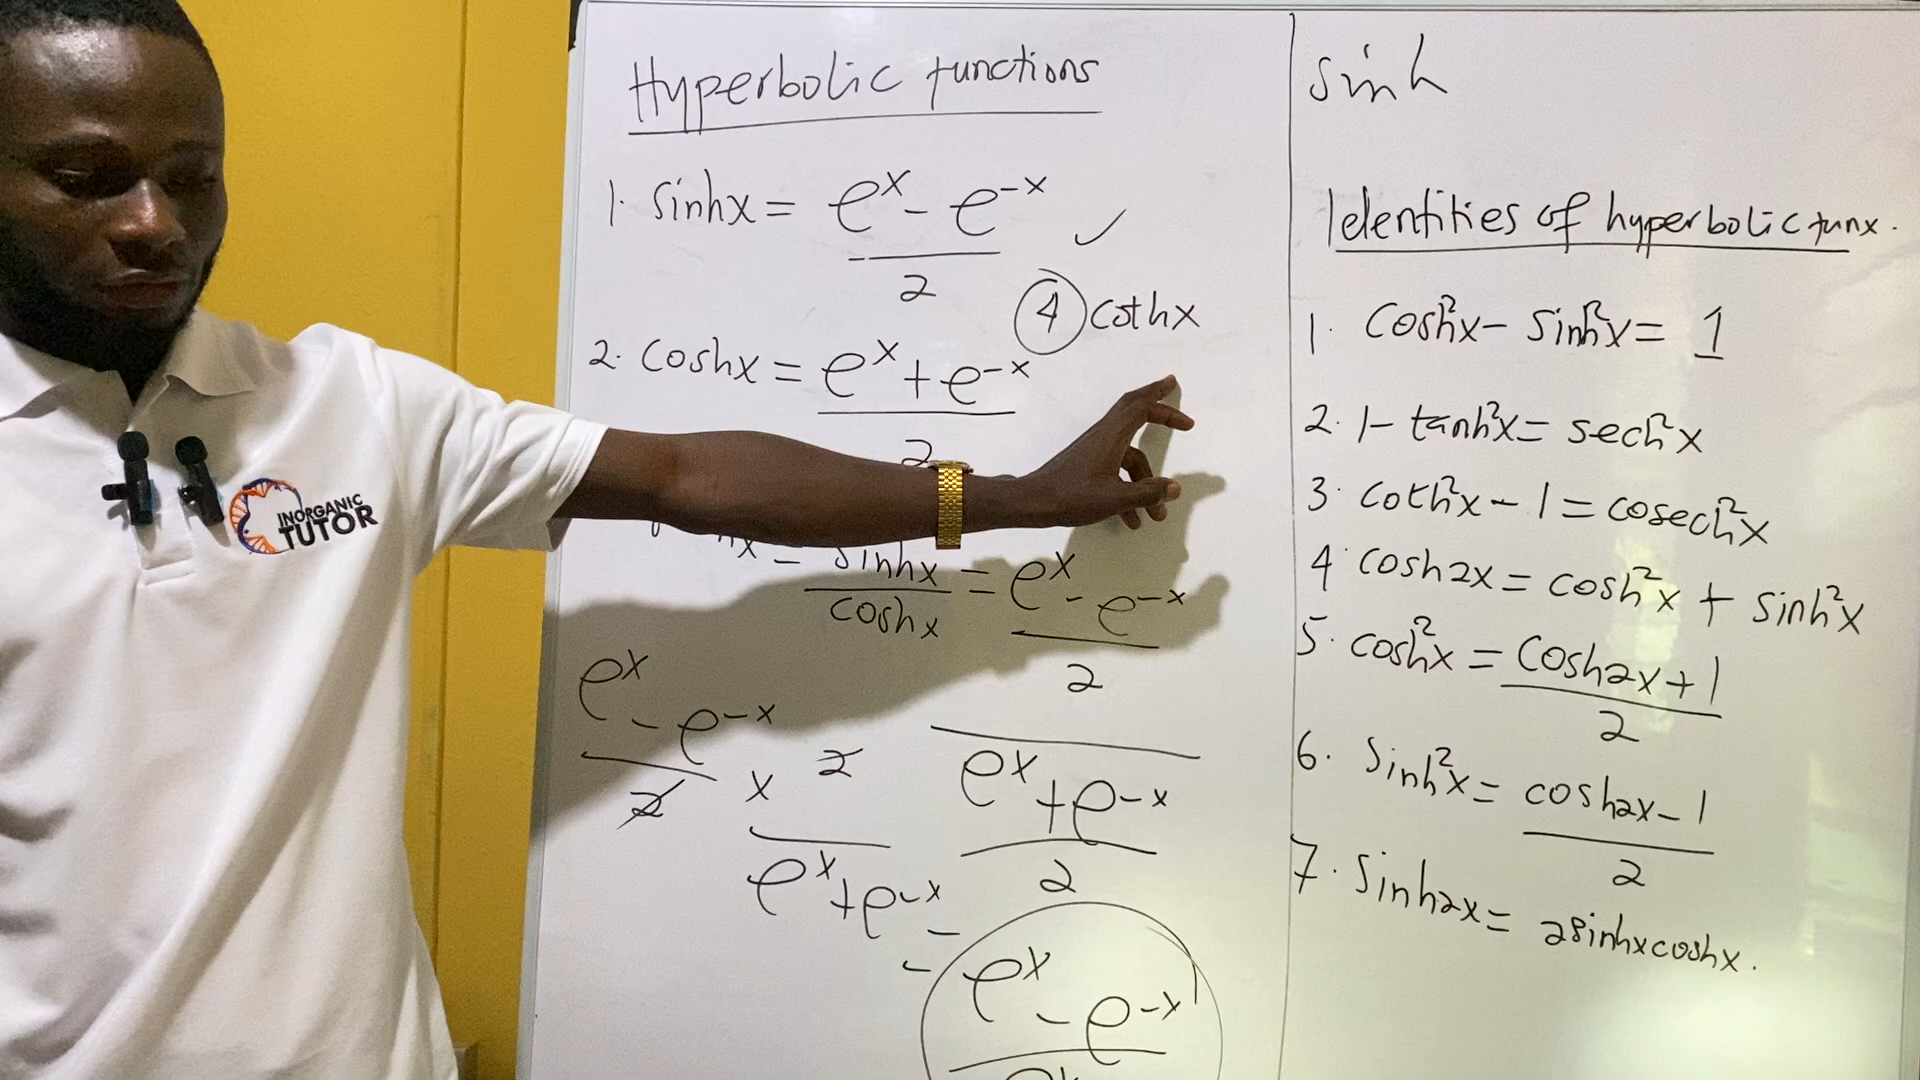 Hyperbolic functions
1. sinhx = e^x - e^-x ✓
2
④ cothx
2. coshx = e^x + e^-x
2
hx = sinhx = e^x - e^-x
coshx
2
e^x - e^-x
2 x 2
e^x + e^-x
e^x + e^-x
2
=
e^x - e^-x
sinh
Identities of hyperbolic funx.
1. cosh²x - sinh²x = 1
2. 1 - tanh²x = sech²x
3. coth²x - 1 = cosech²x
4 cosh2x = cosh²x + sinh²x
5. cosh²x = cosh2x + 1
2
6. sinh²x = cosh2x - 1
2
7. sinh2x = 2sinhxcoshx.
INORGANIC
TUTOR